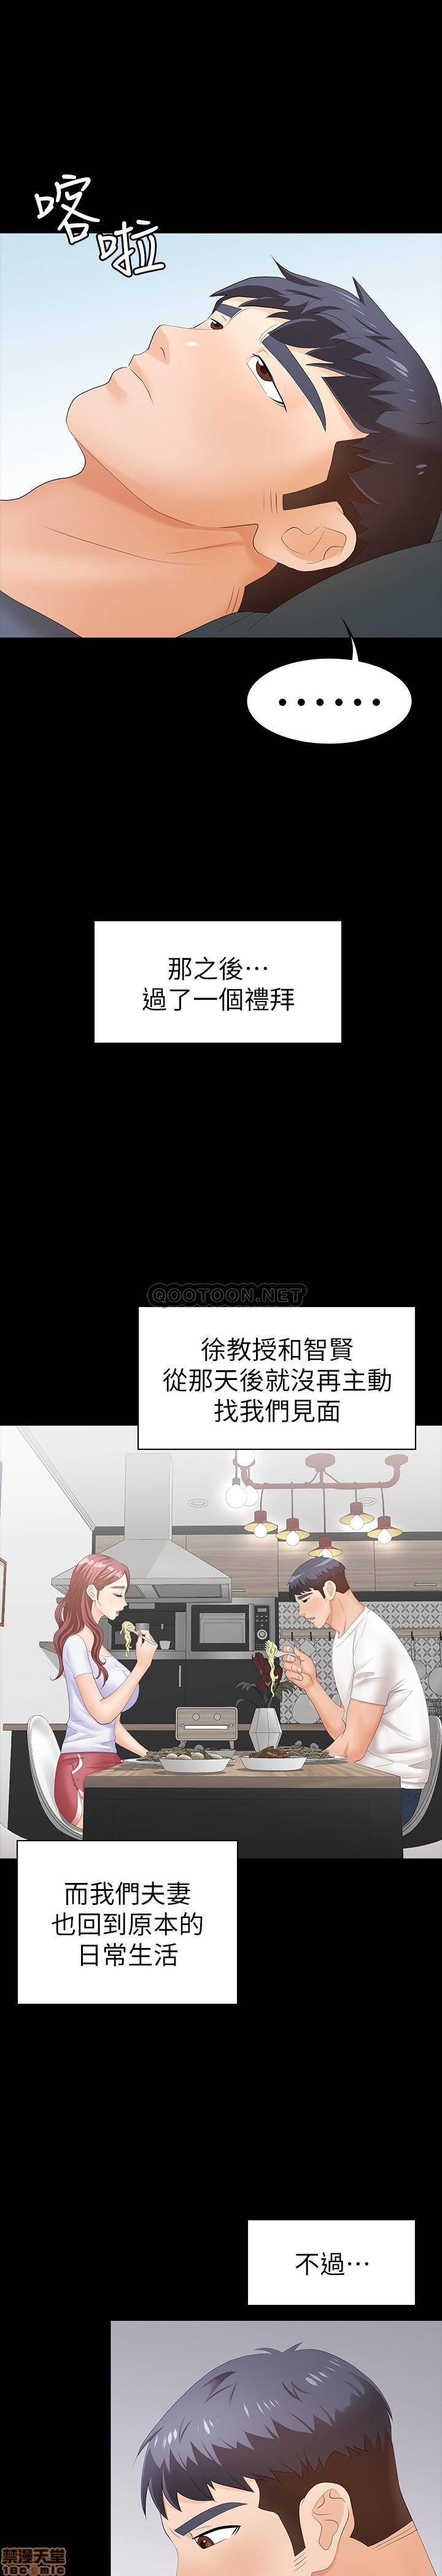 喀
啦
••••••
那之後⋯
過了一個禮拜
QOOTOON.NET
徐教授和智賢
從那天後就沒再主動
找我們見面
而我們夫妻
也回到原本的
日常生活
不過⋯
禁漫天堂